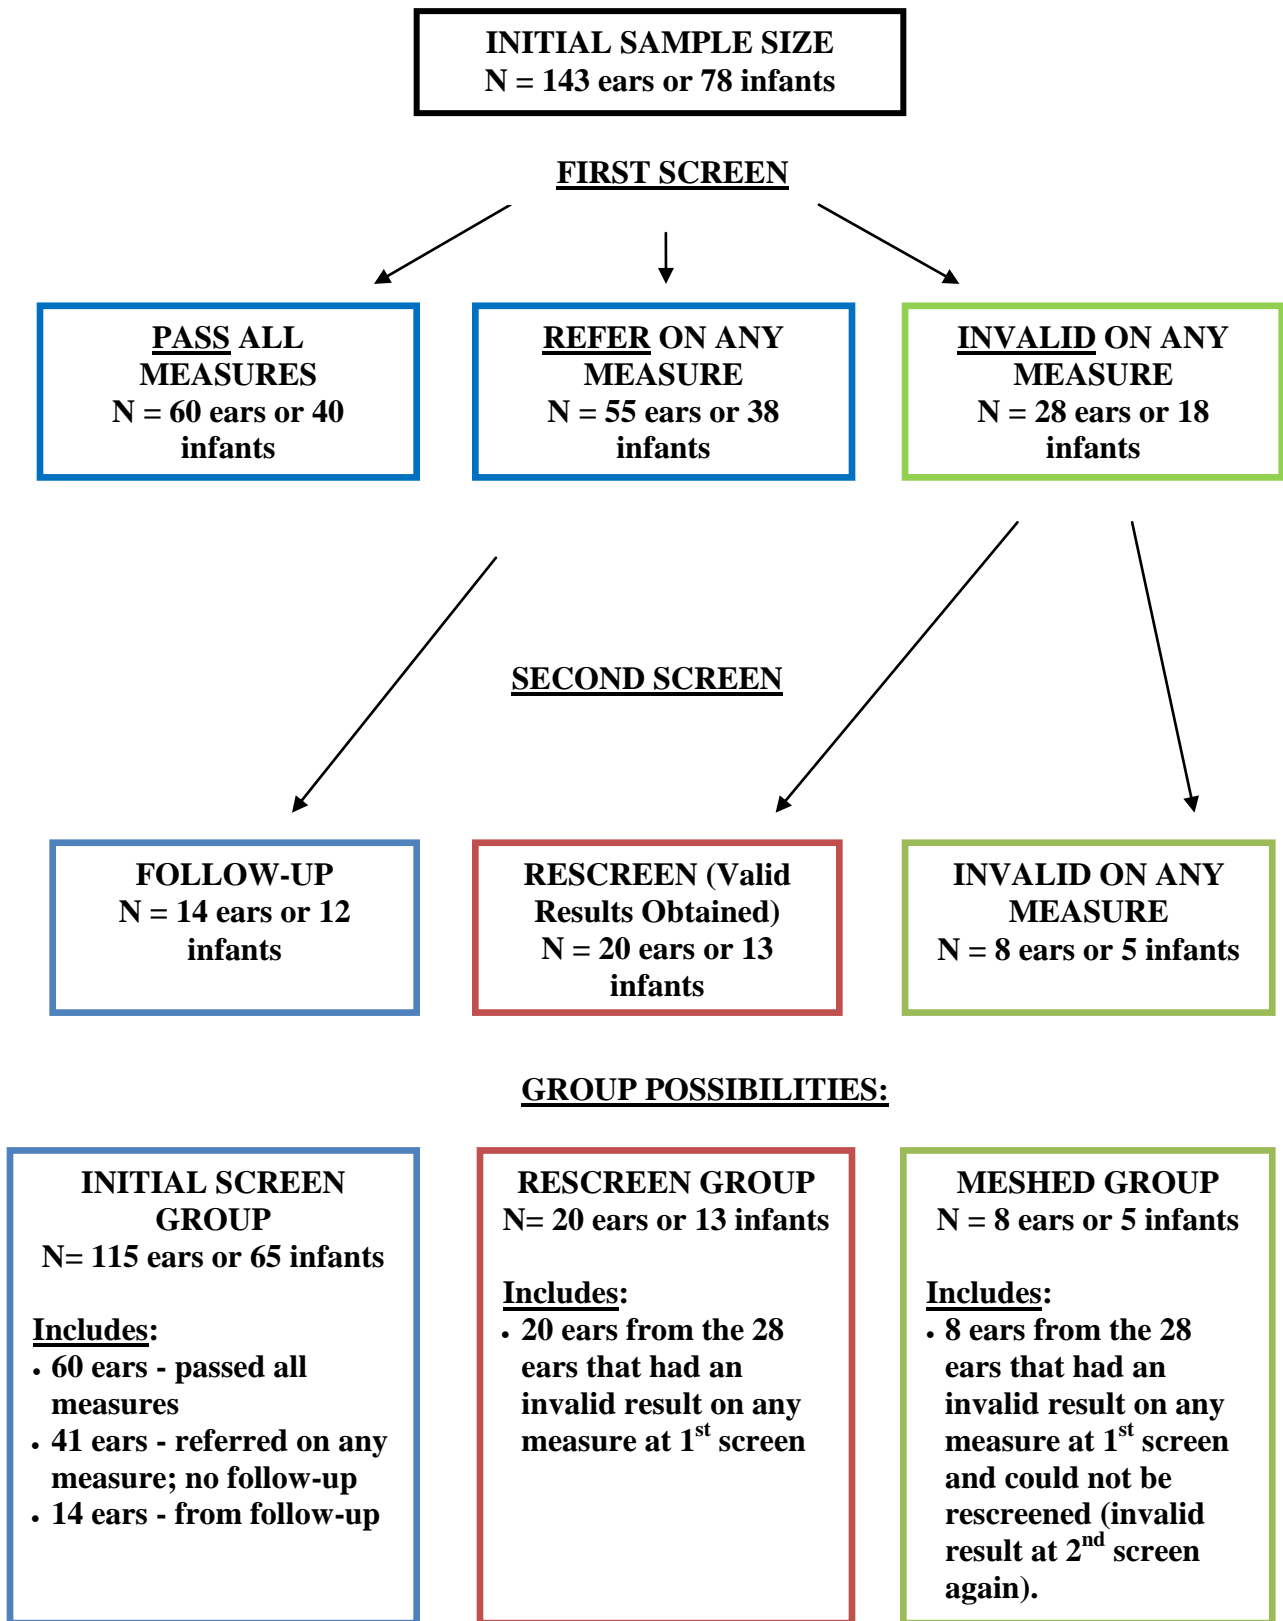 INITIAL SAMPLE SIZE
N = 143 ears or 78 infants
FIRST SCREEN
PASS ALL
MEASURES
N = 60 ears or 40
infants
REFER ON ANY
MEASURE
N = 55 ears or 38
infants
INVALID ON ANY
MEASURE
N = 28 ears or 18
infants
SECOND SCREEN
FOLLOW-UP
N = 14 ears or 12
infants
RESCREEN (Valid
Results Obtained)
N = 20 ears or 13
infants
INVALID ON ANY
MEASURE
N = 8 ears or 5 infants
GROUP POSSIBILITIES:
INITIAL SCREEN
GROUP
N= 115 ears or 65 infants
Includes:
• 60 ears - passed all
measures
• 41 ears - referred on any
measure; no follow-up
• 14 ears - from follow-up
RESCREEN GROUP
N= 20 ears or 13 infants
Includes:
• 20 ears from the 28
ears that had an
invalid result on any
measure at 1st screen
MESHED GROUP
N = 8 ears or 5 infants
Includes:
• 8 ears from the 28
ears that had an
invalid result on any
measure at 1st screen
and could not be
rescreened (invalid
result at 2nd screen
again).